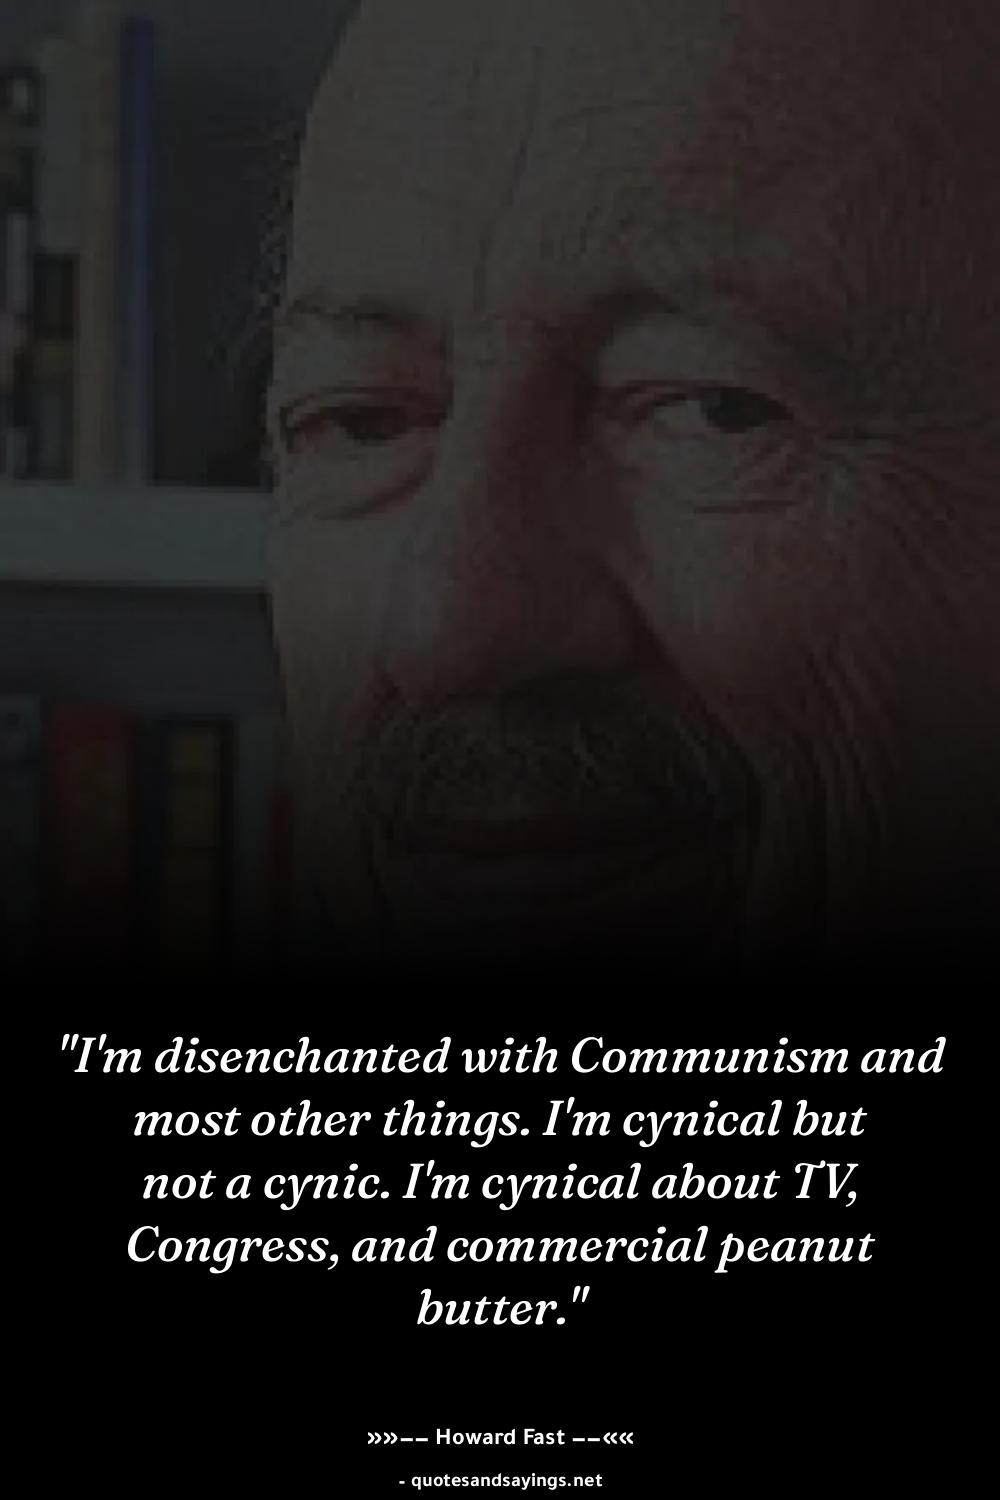 "I'm disenchanted with Communism and
most other things. I'm cynical but
not a cynic. I'm cynical about TV,
Congress, and commercial peanut
butter."
»»–– Howard Fast ––««
- quotesandsayings.net